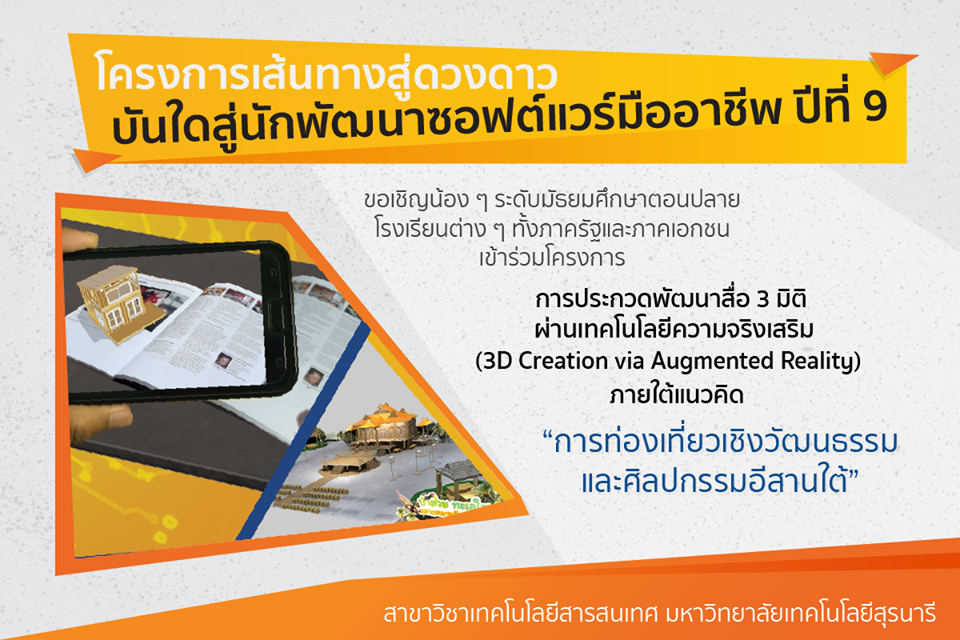 โครงการเส้นทางสู่ดวงดาว
บันใดสู่นักพัฒนาซอฟต์แวร์มืออาชีพ ปีที่ 9
ขอเชิญน้อง ๆ ระดับมัธยมศึกษาตอนปลาย
โรงเรียนต่าง ๆ ทั้งภาครัฐและภาคเอกชน
เข้าร่วมโครงการ
การประกวดพัฒนาสื่อ 3 มิติ
ผ่านเทคโนโลยีความจริงเสริม
(3D Creation via Augmented Reality)
ภายใต้แนวคิด
“การท่องเที่ยวเชิงวัฒนธรรม
และศิลปกรรมอีสานใต้”
สาขาวิชาเทคโนโลยีสารสนเทศ มหาวิทยาลัยเทคโนโลยีสุรนารี